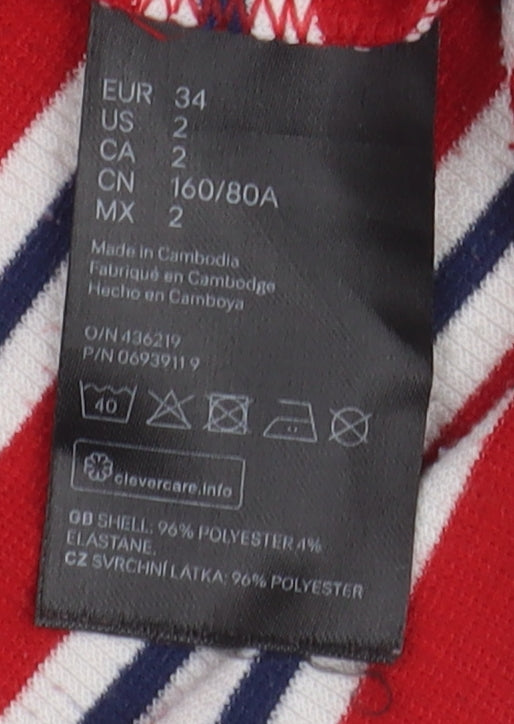 EUR 34
US 2
CA 2
CN 160/80A
MX 2
Made in Cambodia
Fabriqué en Cambodge
Hecho en Camboya
O/N 436219
P/N 0693911 9
40
clevercare.info
GB SHELL: 96% POLYESTER 4%
ELASTANE,
CZ SVRCHNÍ LÁTKA: 96% POLYESTER